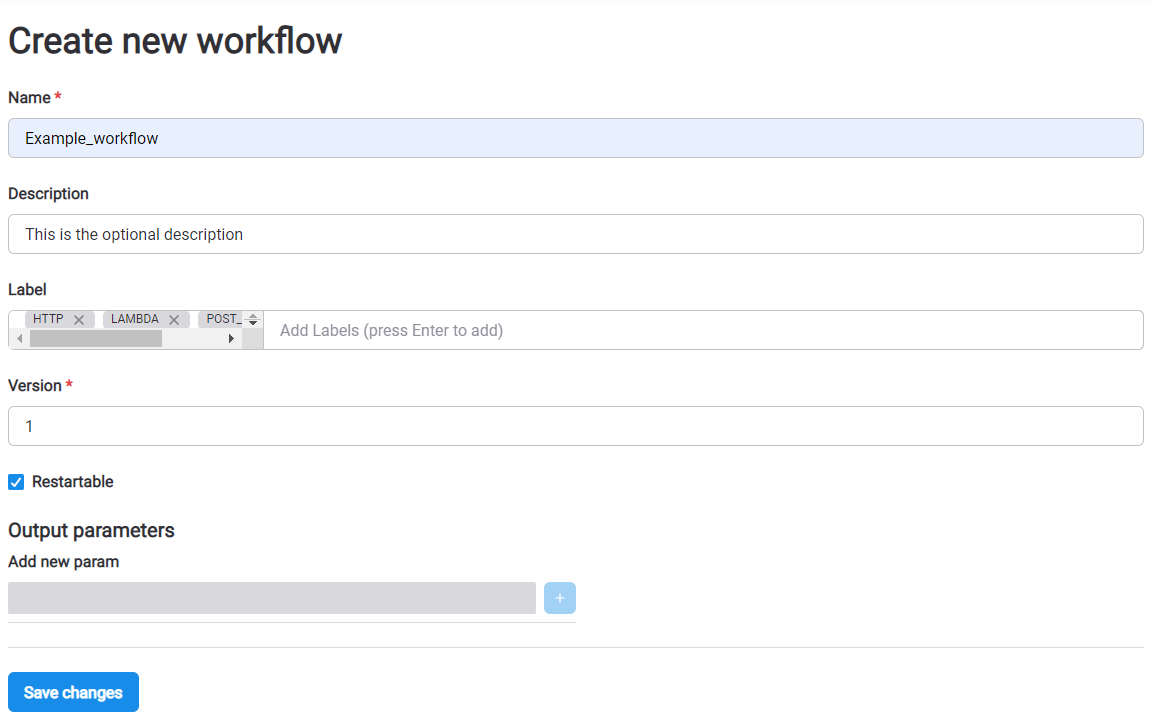 Create new workflow
Name *
Example_workflow
Description
This is the optional description
Label
HTTP LAMBDA POST_ Add Labels (press Enter to add)
Version *
1
Restartable
Output parameters
Add new param
+
Save changes